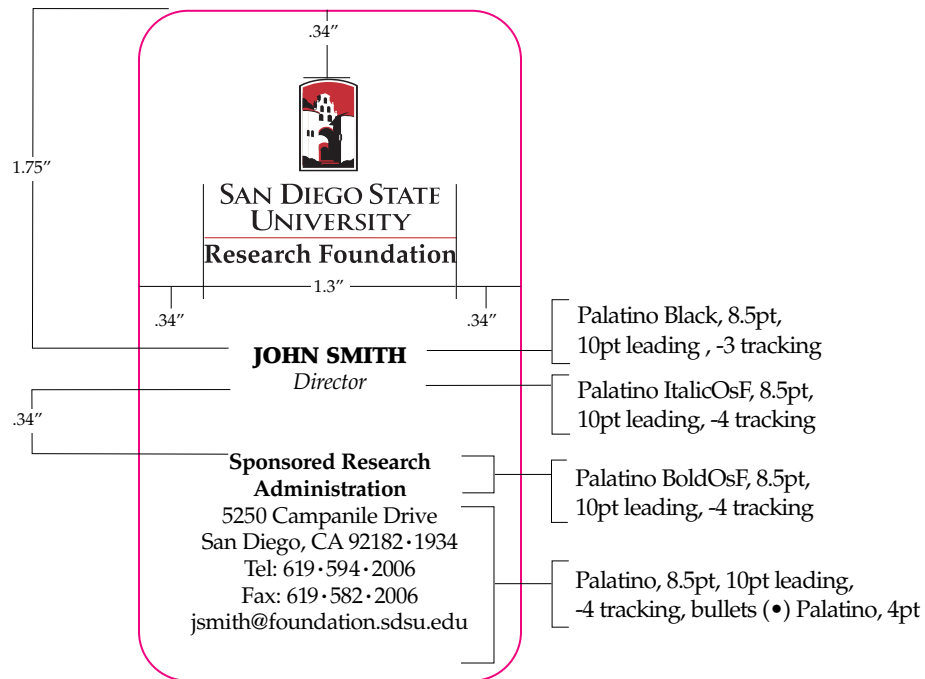 .34″
1.75″
SAN DIEGO STATE
UNIVERSITY
Research Foundation
1.3″
.34″
.34″
JOHN SMITH
Director
Palatino Black, 8.5pt,
10pt leading , -3 tracking
Palatino ItalicOsF, 8.5pt,
10pt leading, -4 tracking
.34″
Sponsored Research
Administration
Palatino BoldOsF, 8.5pt,
10pt leading, -4 tracking
5250 Campanile Drive
San Diego, CA 92182·1934
Tel: 619·594·2006
Fax: 619·582·2006
jsmith@foundation.sdsu.edu
Palatino, 8.5pt, 10pt leading,
-4 tracking, bullets (•) Palatino, 4pt